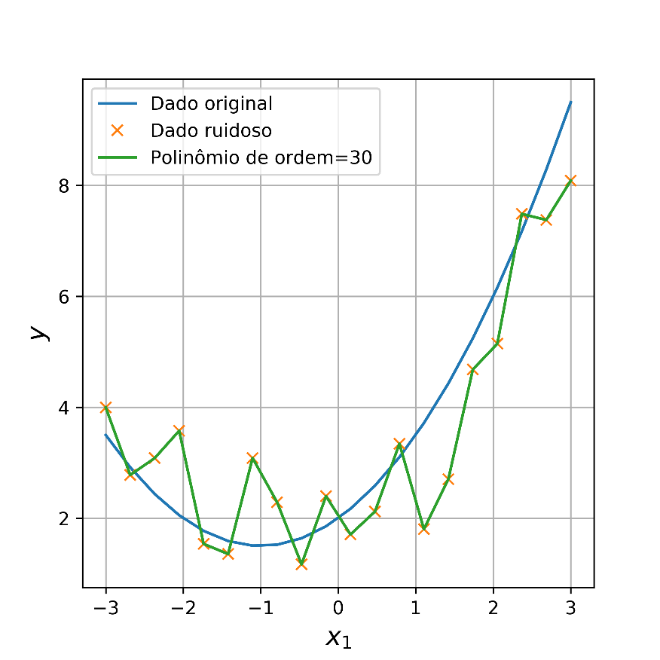 Dado original
Dado ruidoso
Polinômio de ordem=30
8
6
4
2
y
−3
−2
−1
0
1
2
3
x₁